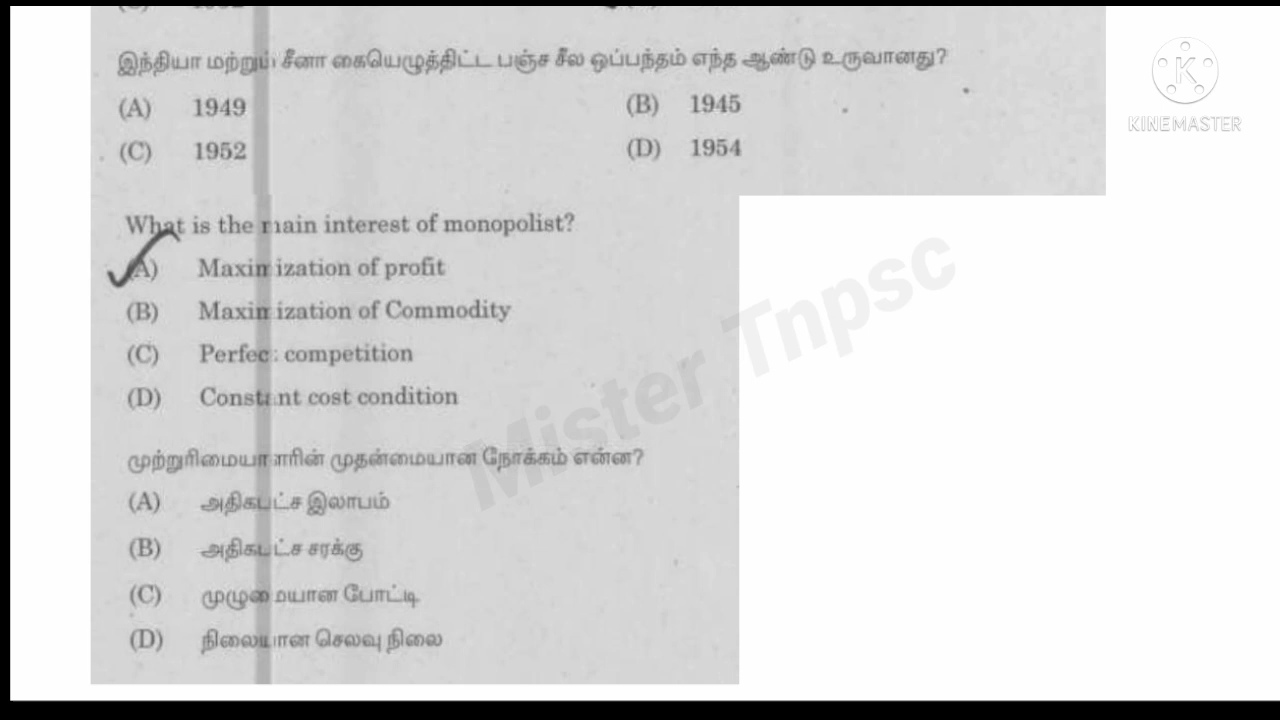 இந்தியா மற்றும் சீனா கையெழுத்திட்ட பஞ்ச சீல ஒப்பந்தம் எந்த ஆண்டு உருவானது?
(A) 1949 (B) 1945
(C) 1952 (D) 1954
KINEMASTER
What is the main interest of monopolist?
(A) Maximization of profit
(B) Maximization of Commodity
(C) Perfect competition
(D) Constant cost condition
Mister Tnpsc
முற்றுரிமையாளரின் முதன்மையான நோக்கம் என்ன?
(A) அதிகபட்ச இலாபம்
(B) அதிகபட்ச சரக்கு
(C) முழுமையான போட்டி
(D) நிலையான செலவு நிலை